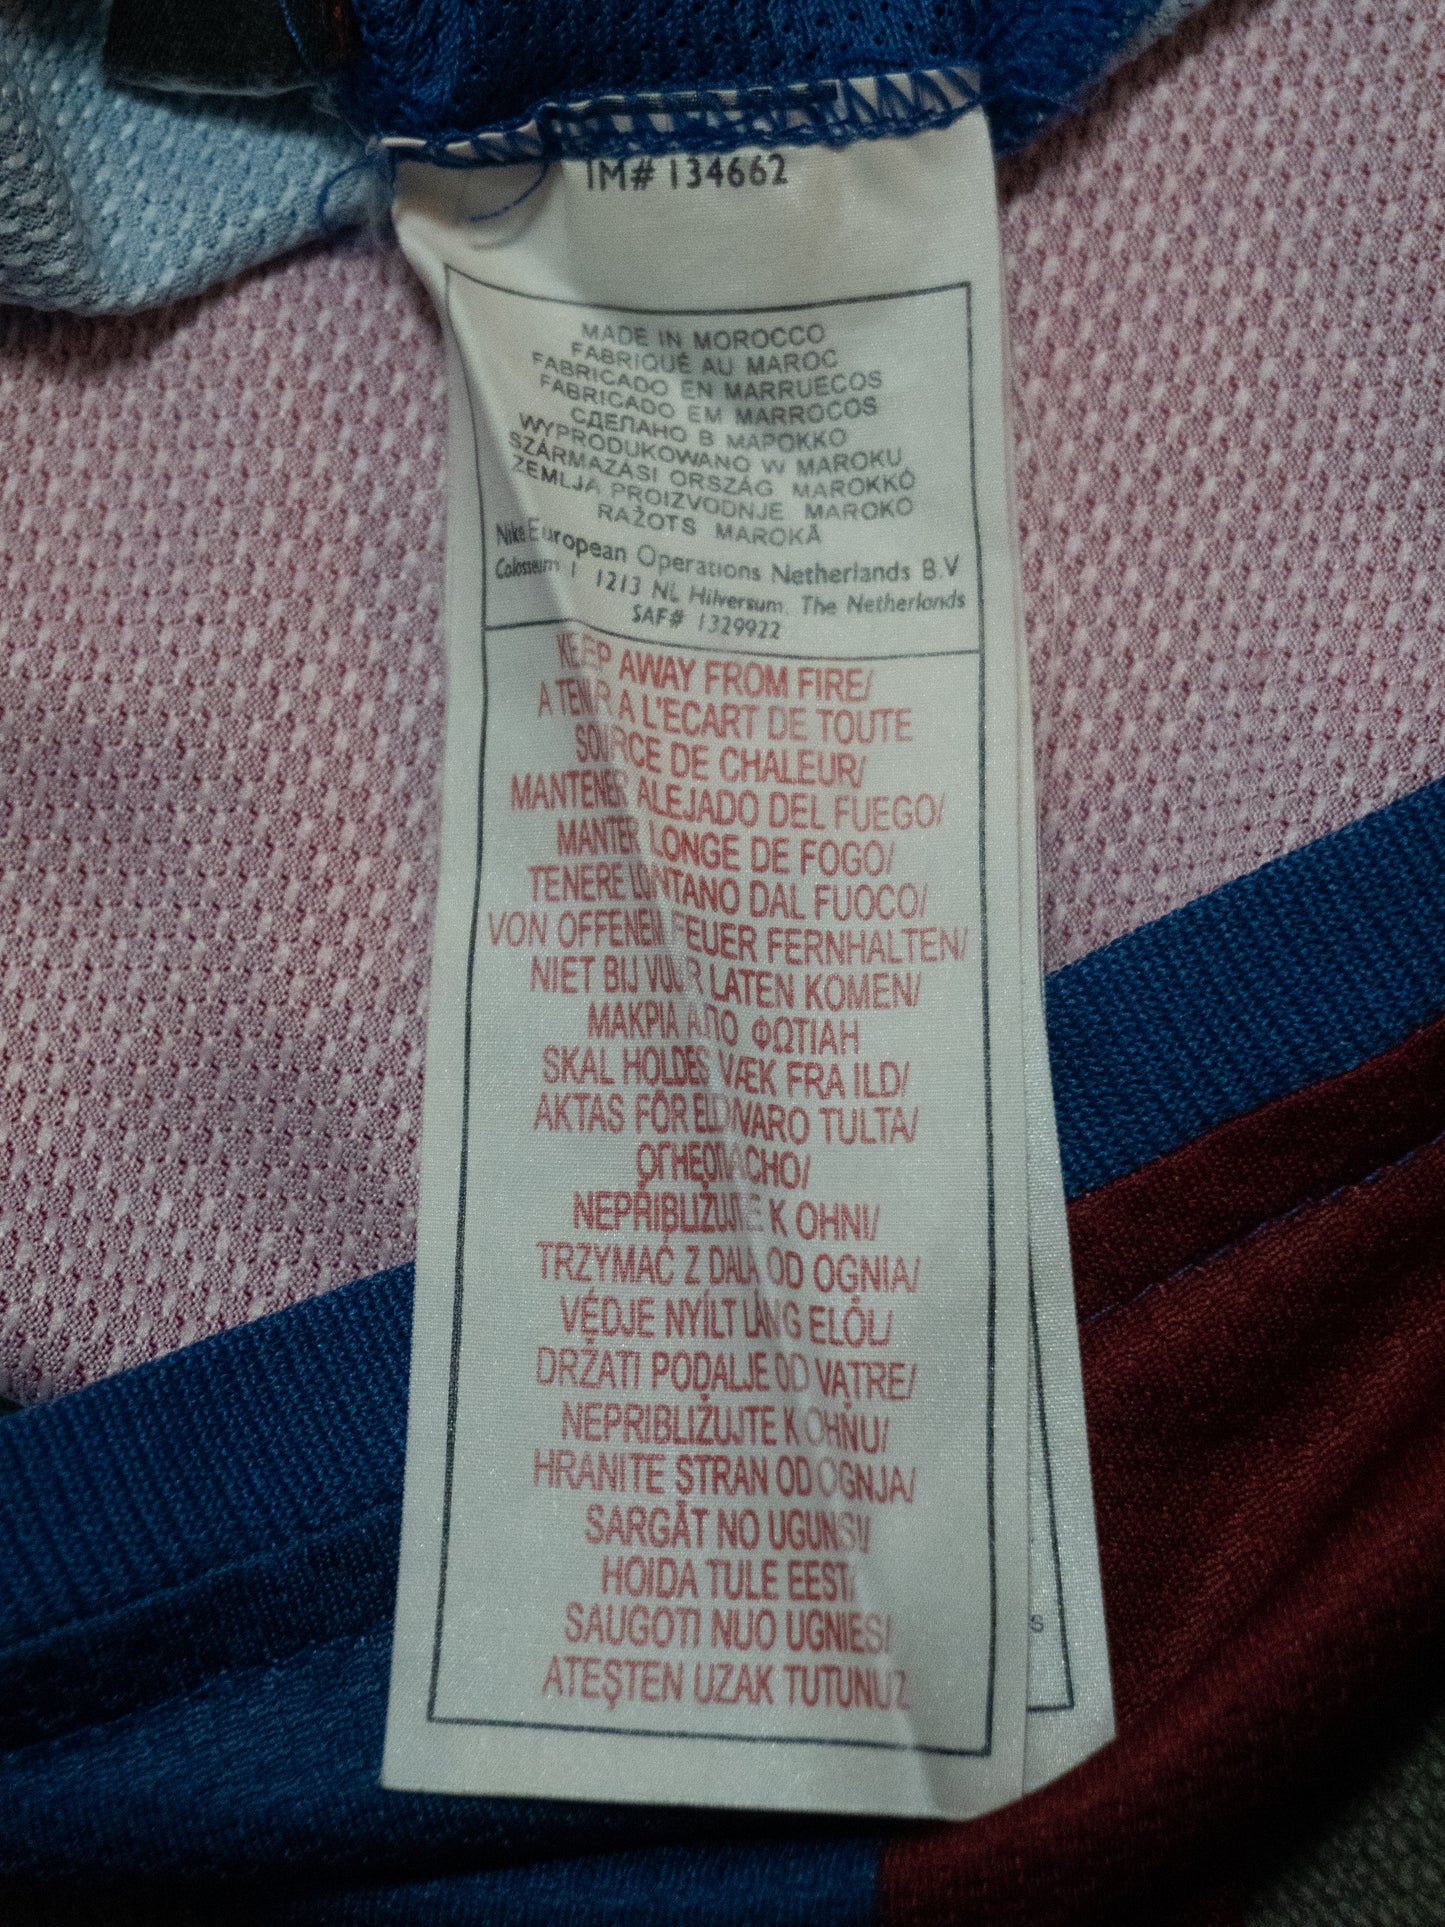 IM# 134662
MADE IN MOROCCO
FABRIQUÉ AU MAROC
FABRICADO EN MARRUECOS
FABRICADO EM MARROCOS
СДЕЛАНО В МАРОККО
WYPRODUKOWANO W MAROKU
SZÁRMAZÁSI ORSZÁG MAROKKÓ
ZEMLJA PROIZVODNJE MAROKO
RAŽOTS MAROKĀ
Nike European Operations Netherlands B.V
Colosseum 1 1213 NL Hilversum, The Netherlands
SAF# 1329922
KEEP AWAY FROM FIRE/
A TENIR A L'ECART DE TOUTE
SOURCE DE CHALEUR/
MANTENER ALEJADO DEL FUEGO/
MANTER LONGE DE FOGO/
TENERE LONTANO DAL FUOCO/
VON OFFENEM FEUER FERNHALTEN/
NIET BIJ VUUR LATEN KOMEN/
ΜΑΚΡΙΑ ΑΠΟ ΦΩΤΙΑΗ
SKAL HOLDES VÆK FRA ILD/
AKTAS FÖR ELD/VARO TULTA/
ОГНЕОПАСНО/
NEPŘIBLIŽUJTE K OHNI/
TRZYMAĆ Z DALA OD OGNIA/
VÉDJE NYÍLT LÁNG ELŐL/
DRŽATI PODALJE OD VATRE/
NEPRIBLIŽUJTE K OHŇU/
HRANITE STRAN OD OGNJA/
SARGĀT NO UGUNS/
HOIDA TULE EEST/
SAUGOTI NUO UGNIES/
ATEŞTEN UZAK TUTUNUZ
S